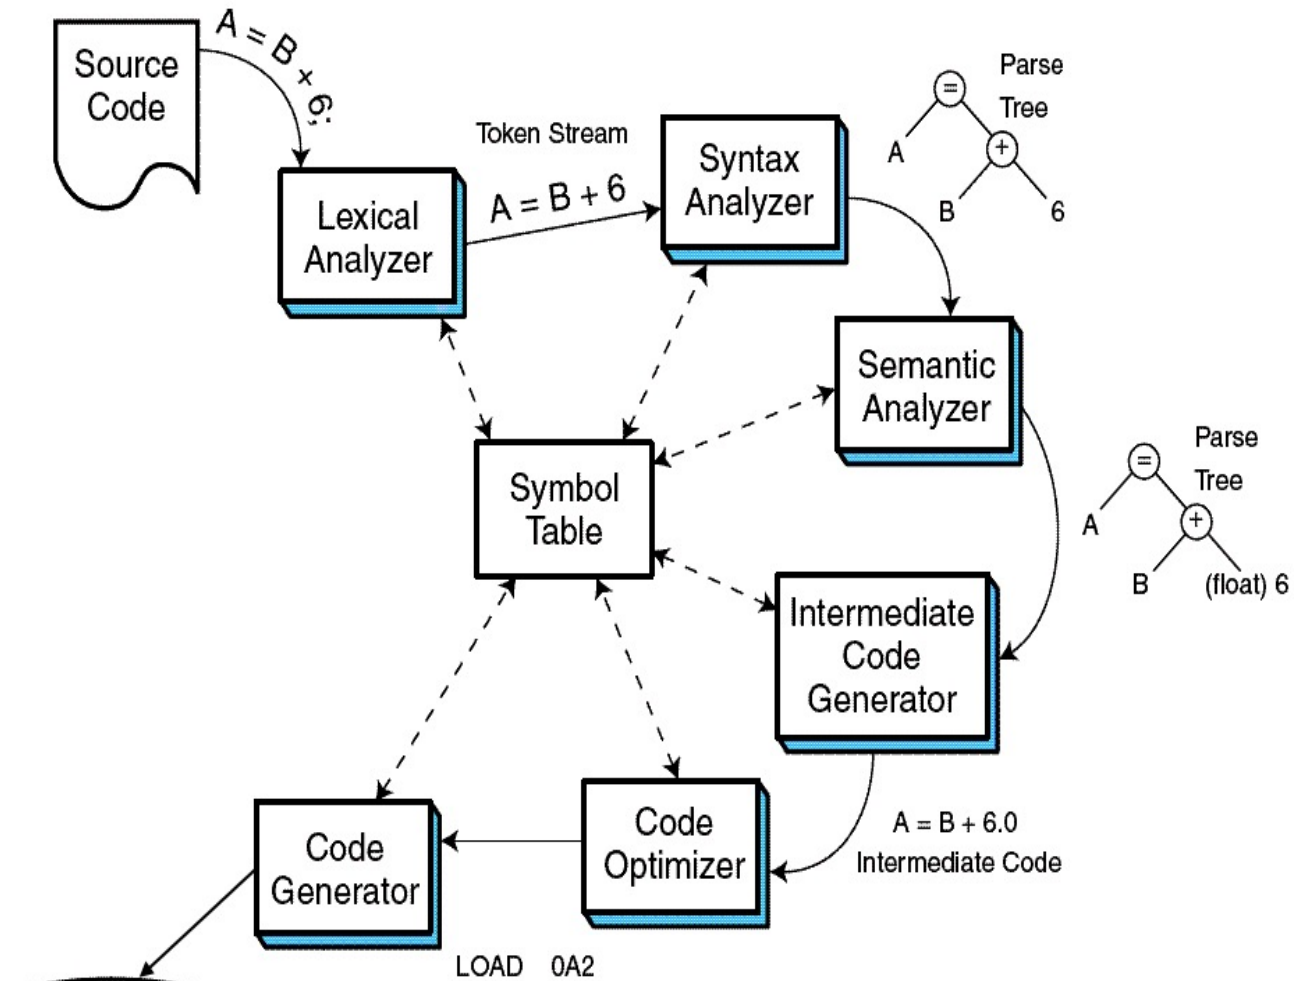 Source
Code
A = B + 6;
Lexical
Analyzer
Token Stream
A = B + 6
Syntax
Analyzer
Parse
Tree
=
A
+
B
6
Semantic
Analyzer
Parse
Tree
=
A
+
B
(float) 6
Symbol
Table
Intermediate
Code
Generator
A = B + 6.0
Intermediate Code
Code
Optimizer
Code
Generator
LOAD 0A2